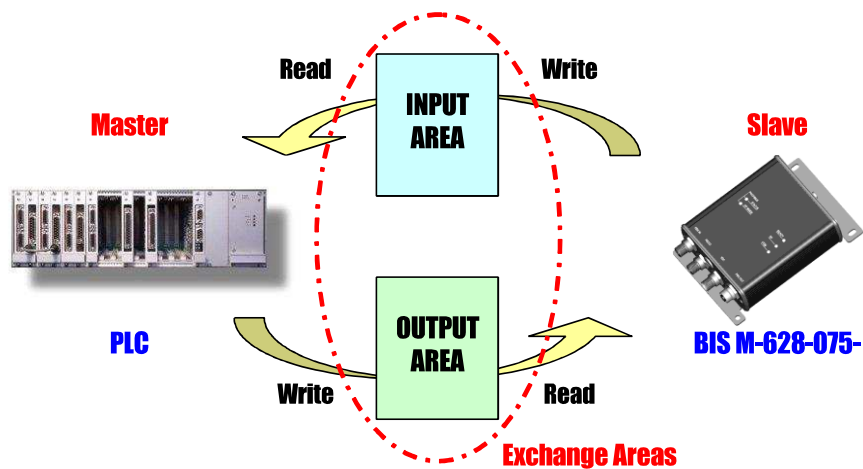 Read
Write
INPUT
AREA
Master
Slave
PLC
BIS M-628-075-
OUTPUT
AREA
Write
Read
Exchange Areas